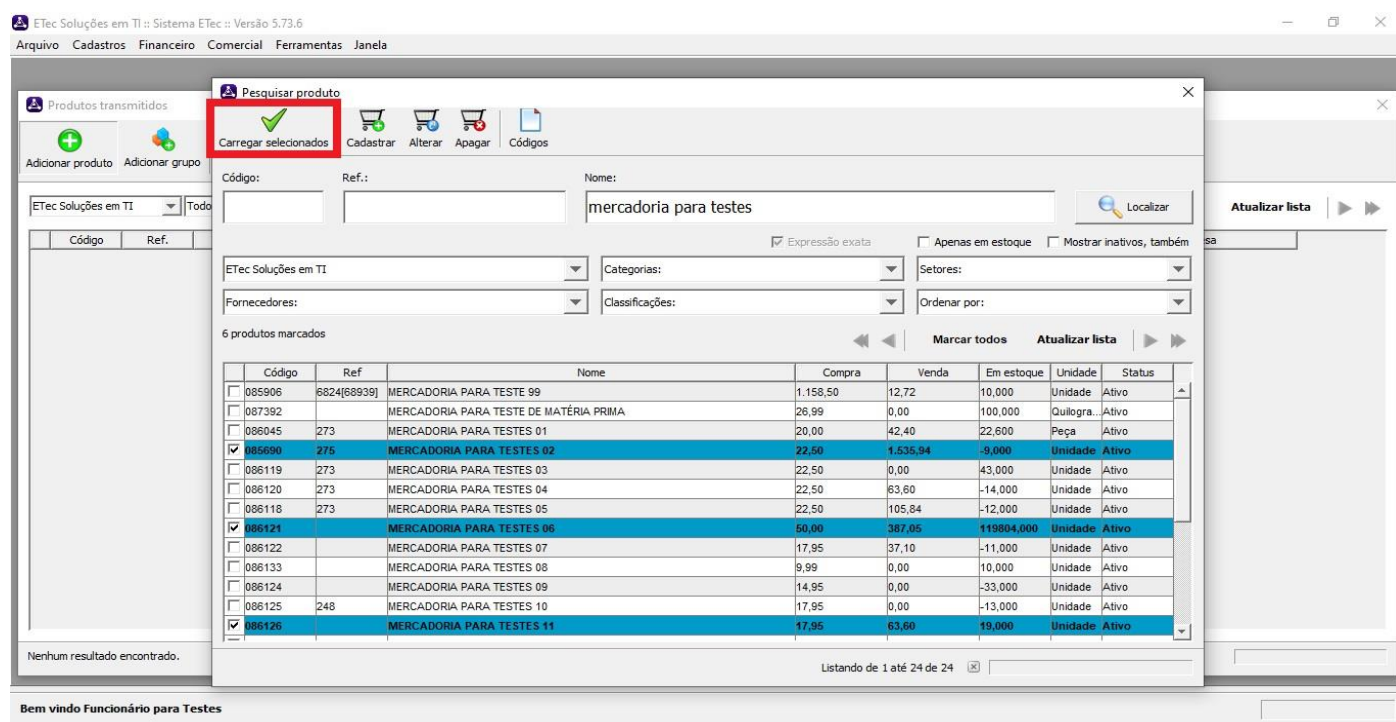 ETec Soluções em TI :: Sistema ETec :: Versão 5.73.6
Arquivo Cadastros Financeiro Comercial Ferramentas Janela
Produtos transmitidos
Adicionar produto Adicionar grupo
ETec Soluções em TI Todo
Código Ref.
Nenhum resultado encontrado.
Pesquisar produto
Carregar selecionados Cadastrar Alterar Apagar Códigos
Código: Ref.: Nome:
mercadoria para testes Localizar
Expressão exata Apenas em estoque Mostrar inativos, também
ETec Soluções em TI Categorias: Setores:
Fornecedores: Classificações: Ordenar por:
6 produtos marcados Marcar todos Atualizar lista
Código Ref Nome Compra Venda Em estoque Unidade Status
085906 6824[68939] MERCADORIA PARA TESTE 99 1.158,50 12,72 10,000 Unidade Ativo
087392 MERCADORIA PARA TESTE DE MATÉRIA PRIMA 26,99 0,00 100,000 Quilogra... Ativo
086045 273 MERCADORIA PARA TESTES 01 20,00 42,40 22,600 Peça Ativo
085690 275 MERCADORIA PARA TESTES 02 22,50 1.535,94 -9,000 Unidade Ativo
086119 273 MERCADORIA PARA TESTES 03 22,50 0,00 43,000 Unidade Ativo
086120 273 MERCADORIA PARA TESTES 04 22,50 63,60 -14,000 Unidade Ativo
086118 273 MERCADORIA PARA TESTES 05 22,50 105,84 -12,000 Unidade Ativo
086121 MERCADORIA PARA TESTES 06 50,00 387,05 119804,000 Unidade Ativo
086122 MERCADORIA PARA TESTES 07 17,95 37,10 -11,000 Unidade Ativo
086133 MERCADORIA PARA TESTES 08 9,99 0,00 10,000 Unidade Ativo
086124 MERCADORIA PARA TESTES 09 14,95 0,00 -33,000 Unidade Ativo
086125 248 MERCADORIA PARA TESTES 10 17,95 0,00 -13,000 Unidade Ativo
086126 MERCADORIA PARA TESTES 11 17,95 63,60 19,000 Unidade Ativo
Listando de 1 até 24 de 24
Atualizar lista
sa
Bem vindo Funcionário para Testes